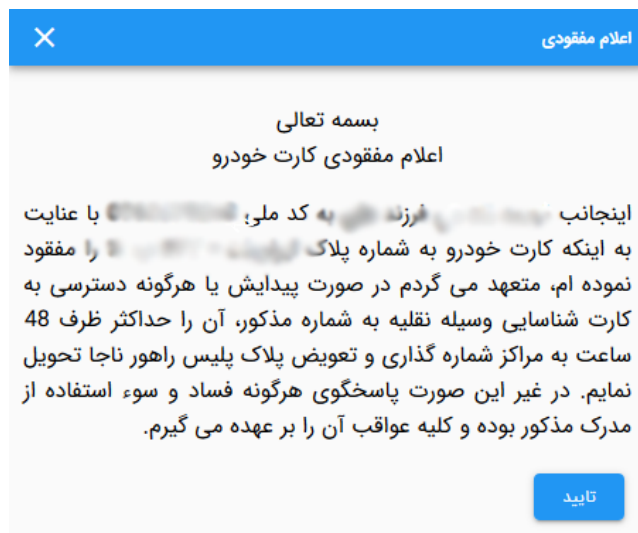 اعلام مفقودی
بسمه تعالی
اعلام مفقودی کارت خودرو
اینجانب فرزند به کد ملی با عنایت
به اینکه کارت خودرو به شماره پلاک را مفقود
نموده ام، متعهد می گردم در صورت پیدایش یا هرگونه دسترسی به
کارت شناسایی وسیله نقلیه به شماره مذکور، آن را حداکثر ظرف 48
ساعت به مراکز شماره گذاری و تعویض پلاک پلیس راهور ناجا تحویل
نمایم. در غیر این صورت پاسخگوی هرگونه فساد و سوء استفاده از
مدرک مذکور بوده و کلیه عواقب آن را بر عهده می گیرم.
تایید